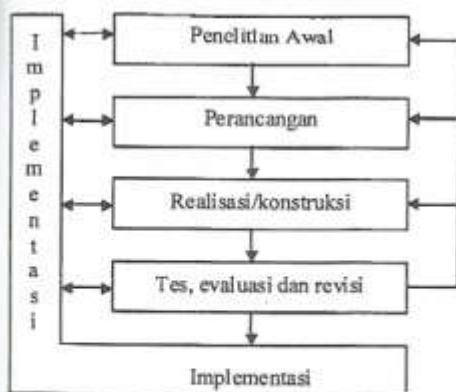 Implementasi
Penelitian Awal
Perancangan
Realisasi/konstruksi
Tes, evaluasi dan revisi
Implementasi